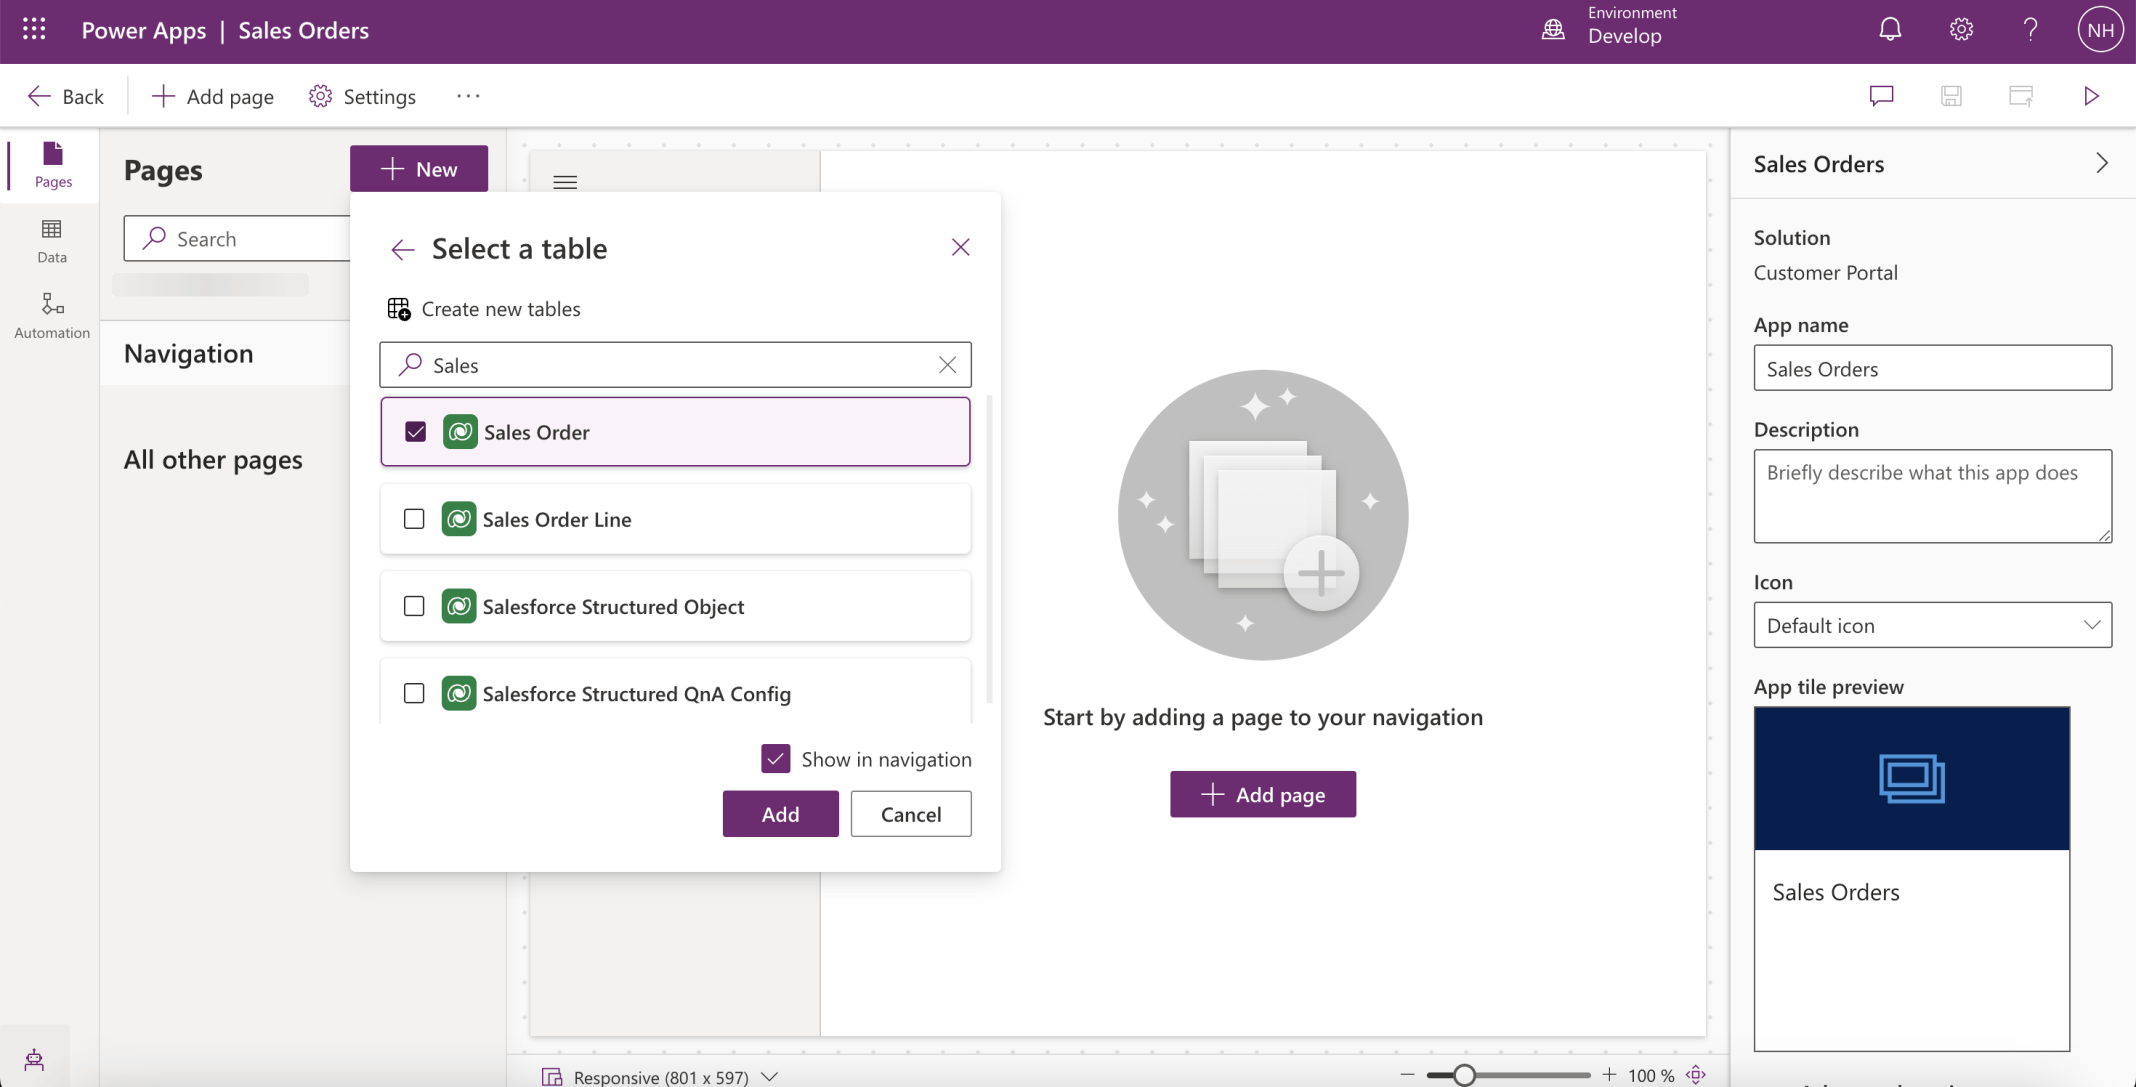 Power Apps | Sales Orders
Environment
Develop
NH
Back
Add page
Settings
Pages
Data
Automation
Pages
New
Search
Navigation
All other pages
Select a table
Create new tables
Sales
Sales Order
Sales Order Line
Salesforce Structured Object
Salesforce Structured QnA Config
Show in navigation
Add
Cancel
Start by adding a page to your navigation
Add page
Responsive (801 x 597)
100 %
Sales Orders
Solution
Customer Portal
App name
Sales Orders
Description
Briefly describe what this app does
Icon
Default icon
App tile preview
Sales Orders